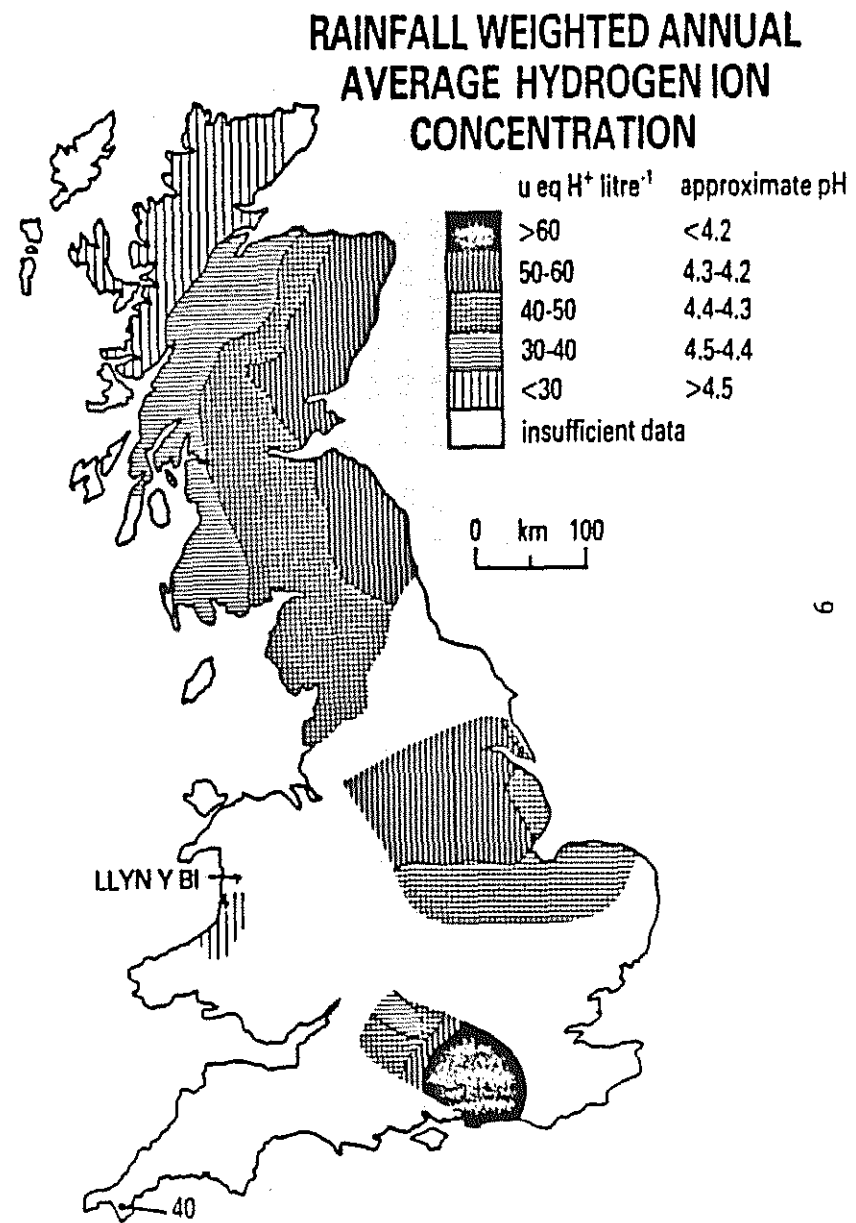 RAINFALL WEIGHTED ANNUAL
AVERAGE HYDROGEN ION
CONCENTRATION
u eq H⁺ litre⁻¹ approximate pH
>60 <4.2
50-60 4.3-4.2
40-50 4.4-4.3
30-40 4.5-4.4
<30 >4.5
insufficient data
0 km 100
9
LLYN Y BI
40